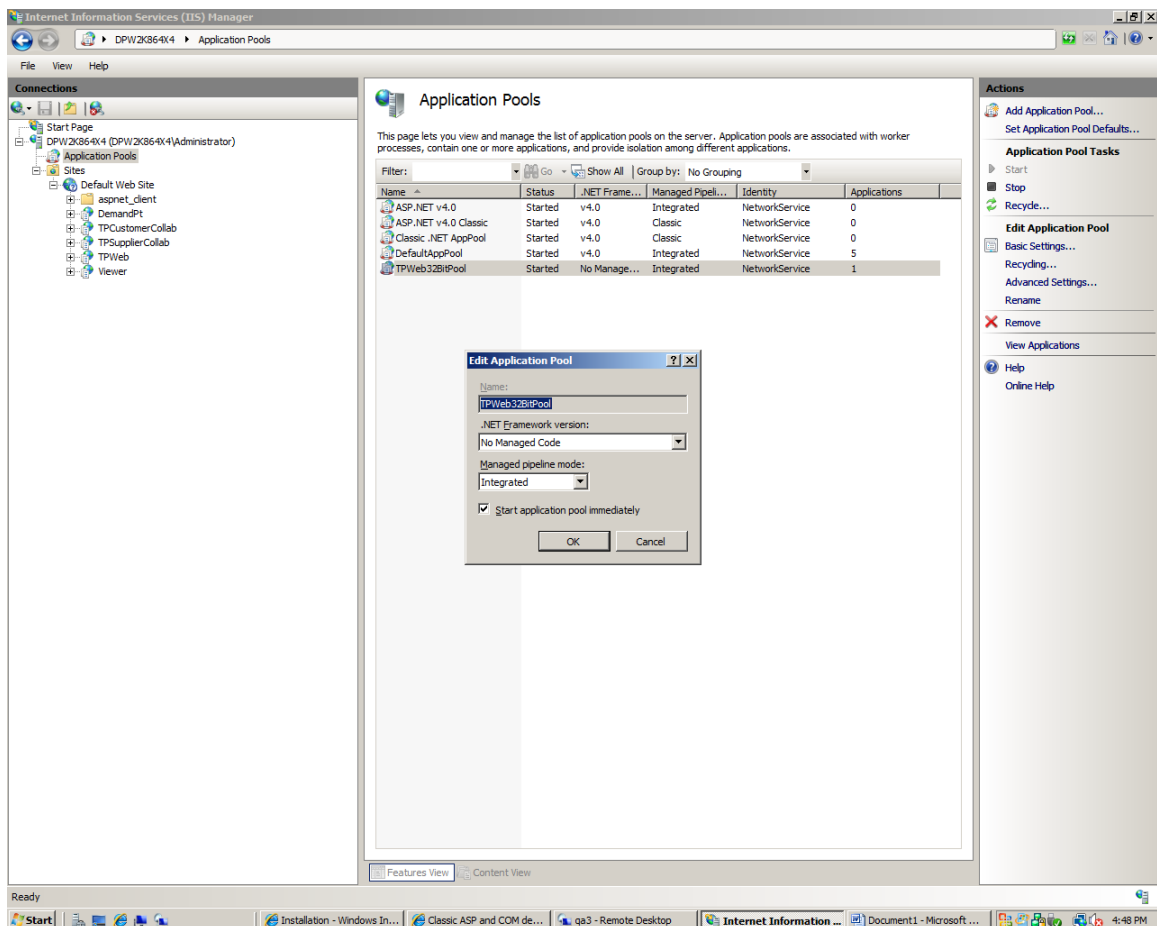 Internet Information Services (IIS) Manager
DPW2K864X4 Application Pools
File View Help
Connections
Start Page
DPW2K864X4 (DPW2K864X4\Administrator)
Application Pools
Sites
Default Web Site
aspnet_client
DemandPt
TPCustomerCollab
TPSupplierCollab
TPWeb
Viewer
Application Pools
This page lets you view and manage the list of application pools on the server. Application pools are associated with worker
processes, contain one or more applications, and provide isolation among different applications.
Filter: Go Show All Group by: No Grouping
Name Status .NET Frame... Managed Pipeli... Identity Applications
ASP.NET v4.0 Started v4.0 Integrated NetworkService 0
ASP.NET v4.0 Classic Started v4.0 Classic NetworkService 0
Classic .NET AppPool Started v4.0 Classic NetworkService 0
DefaultAppPool Started v4.0 Integrated NetworkService 5
TPWeb32BitPool Started No Manage... Integrated NetworkService 1
Edit Application Pool
Name:
TPWeb32BitPool
.NET Framework version:
No Managed Code
Managed pipeline mode:
Integrated
Start application pool immediately
OK Cancel
Features View Content View
Actions
Add Application Pool...
Set Application Pool Defaults...
Application Pool Tasks
Start
Stop
Recycle...
Edit Application Pool
Basic Settings...
Recycling...
Advanced Settings...
Rename
Remove
View Applications
Help
Online Help
Ready
Start Installation - Windows In... Classic ASP and COM de... qa3 - Remote Desktop Internet Information ... Document1 - Microsoft ... 4:48 PM